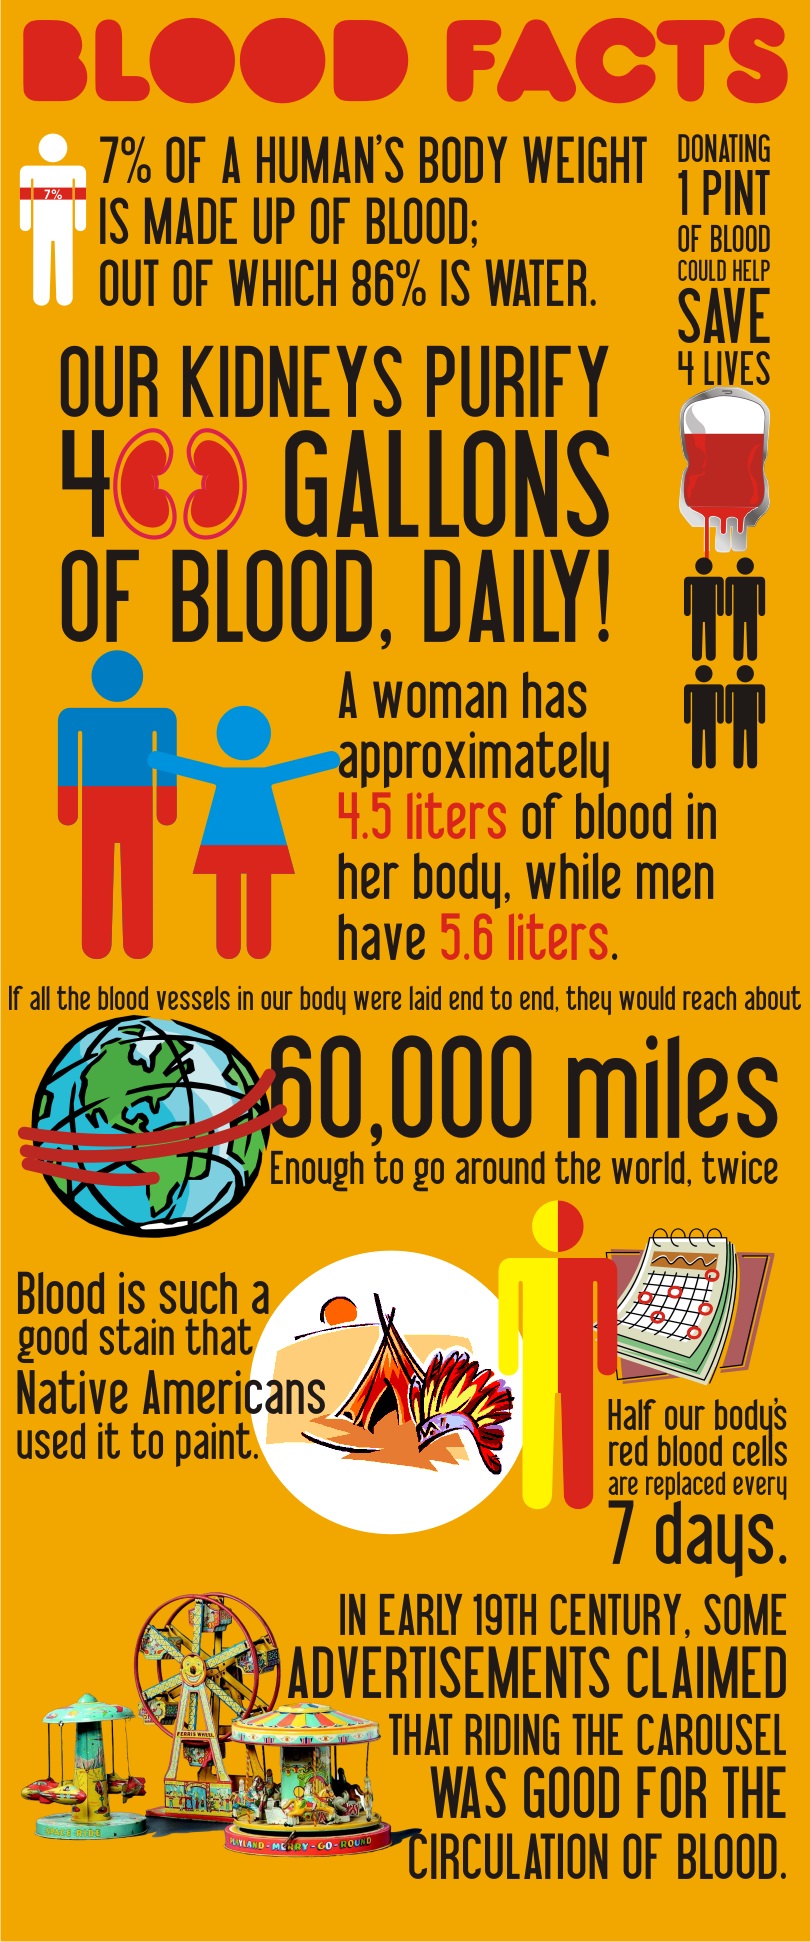 BLOOD FACTS
7%
7% OF A HUMAN'S BODY WEIGHT
IS MADE UP OF BLOOD;
OUT OF WHICH 86% IS WATER.
DONATING
1 PINT
OF BLOOD
COULD HELP
SAVE
4 LIVES
OUR KIDNEYS PURIFY
4 GALLONS
OF BLOOD, DAILY!
A woman has
approximately
4.5 liters of blood in
her body, while men
have 5.6 liters.
If all the blood vessels in our body were laid end to end, they would reach about
60,000 miles
Enough to go around the world, twice
Blood is such a
good stain that
Native Americans
used it to paint.
Half our body's
red blood cells
are replaced every
7 days.
IN EARLY 19TH CENTURY, SOME
ADVERTISEMENTS CLAIMED
THAT RIDING THE CAROUSEL
WAS GOOD FOR THE
CIRCULATION OF BLOOD.
FERRIS WHEEL
SPACE RIDE
PLAYLAND-MERRY-GO-ROUND